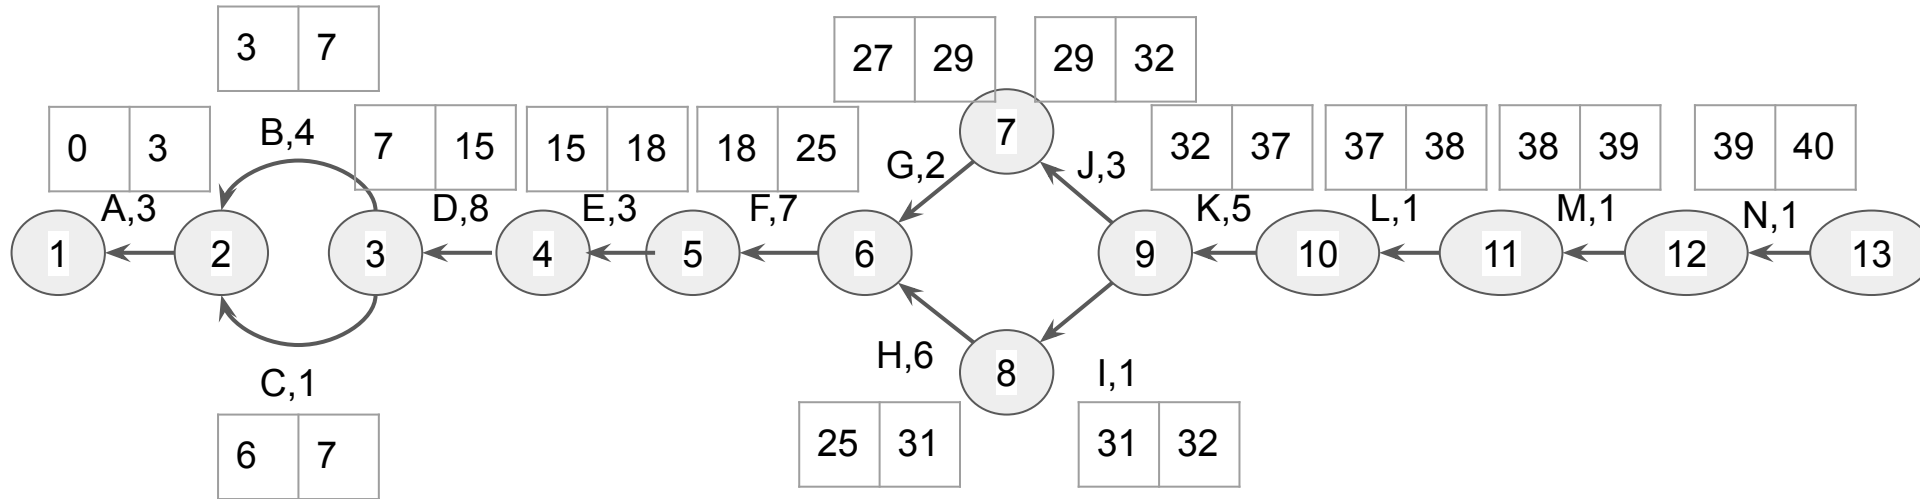 3 7
27 29
29 32
0 3
B,4
7 15
15 18
18 25
7
G,2
J,3
32 37
37 38
38 39
39 40
A,3
D,8
E,3
F,7
K,5
L,1
M,1
N,1
1
2
3
4
5
6
9
10
11
12
13
C,1
H,6
8
I,1
6 7
25 31
31 32